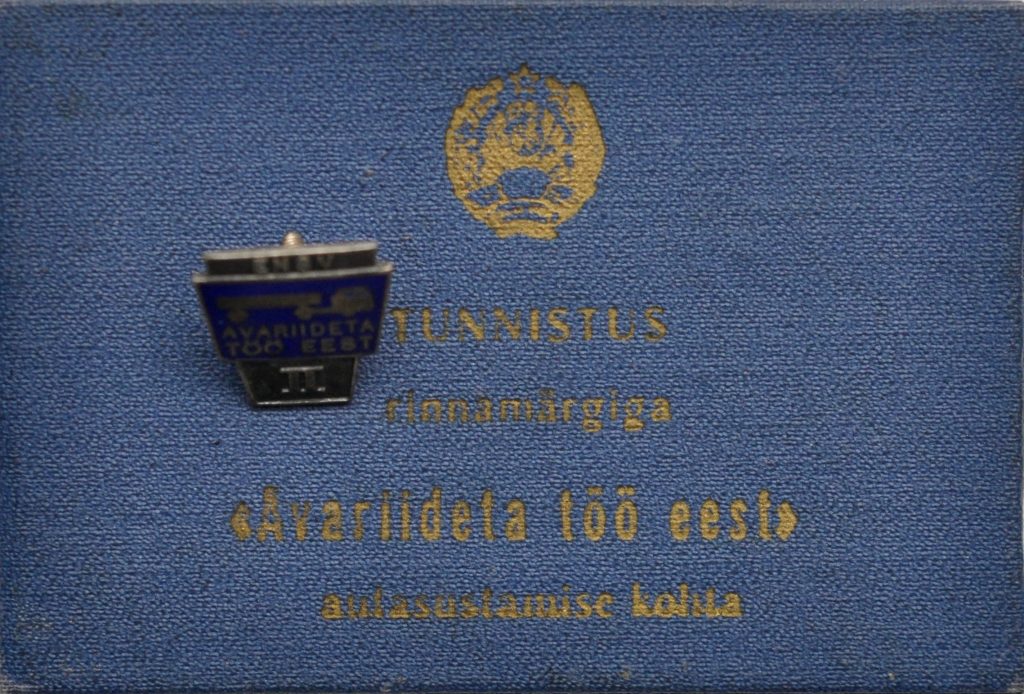 ENSV
AVARIIDETA
TÖÖ EEST
III
TUNNISTUS
rinnamärgiga
«Avariideta töö eest»
autasustamise kohta